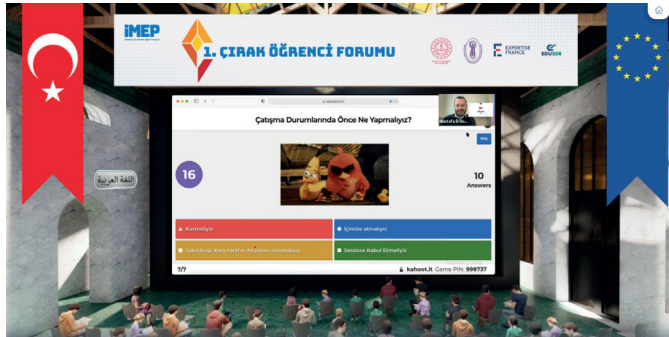 iMEP
1. ÇIRAK ÖĞRENCİ FORUMU
EXPERTISE
FRANCE
EDUSER
Çatışma Durumlarında Önce Ne Yapmalıyız?
16
10
Answers
اللغة العربية
Küsmeliyiz
İçimize atmalıyız
Sessizce Kabul Etmeliyiz
7/7
kahoot.it Game PIN: 998737